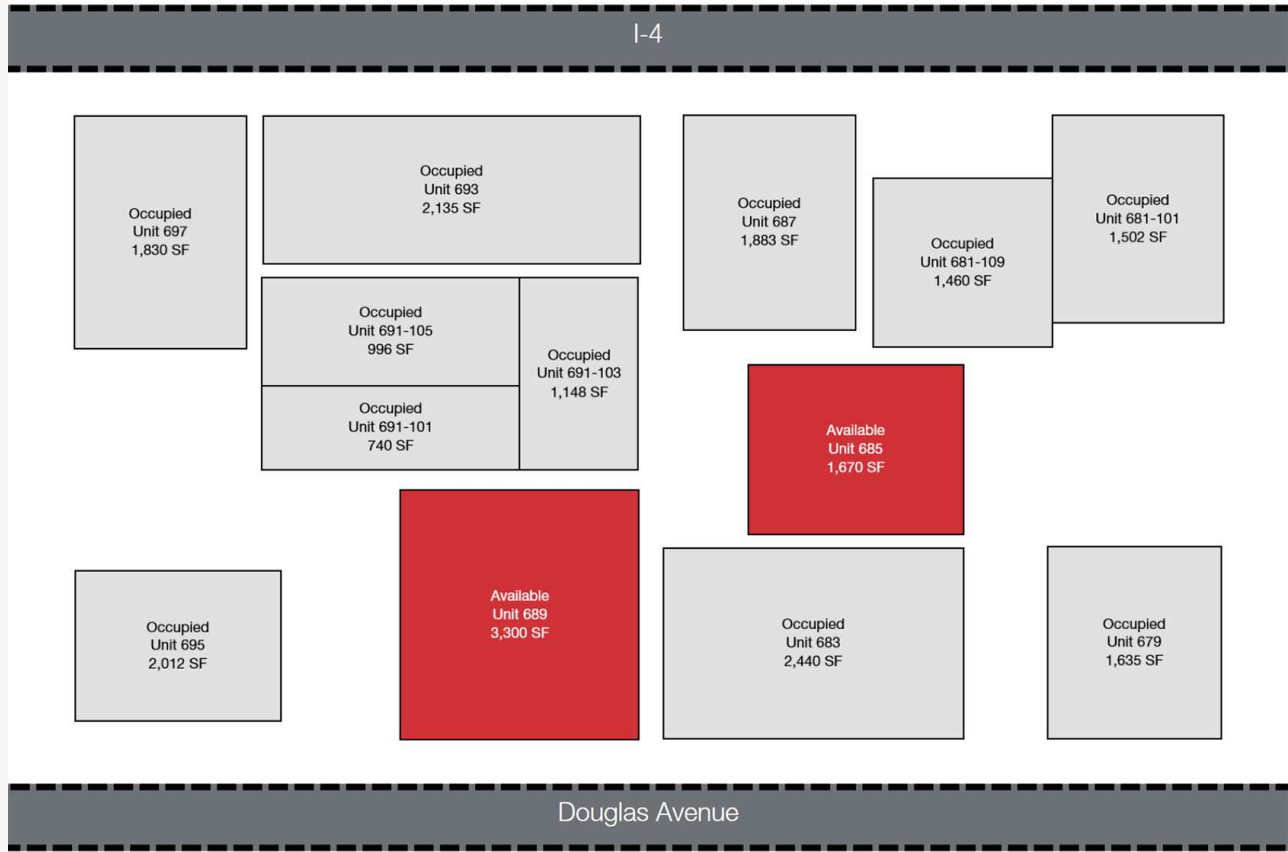 I-4
Occupied
Unit 697
1,830 SF
Occupied
Unit 693
2,135 SF
Occupied
Unit 687
1,883 SF
Occupied
Unit 681-109
1,460 SF
Occupied
Unit 681-101
1,502 SF
Occupied
Unit 691-105
996 SF
Occupied
Unit 691-103
1,148 SF
Occupied
Unit 691-101
740 SF
Available
Unit 685
1,670 SF
Occupied
Unit 695
2,012 SF
Available
Unit 689
3,300 SF
Occupied
Unit 683
2,440 SF
Occupied
Unit 679
1,635 SF
Douglas Avenue